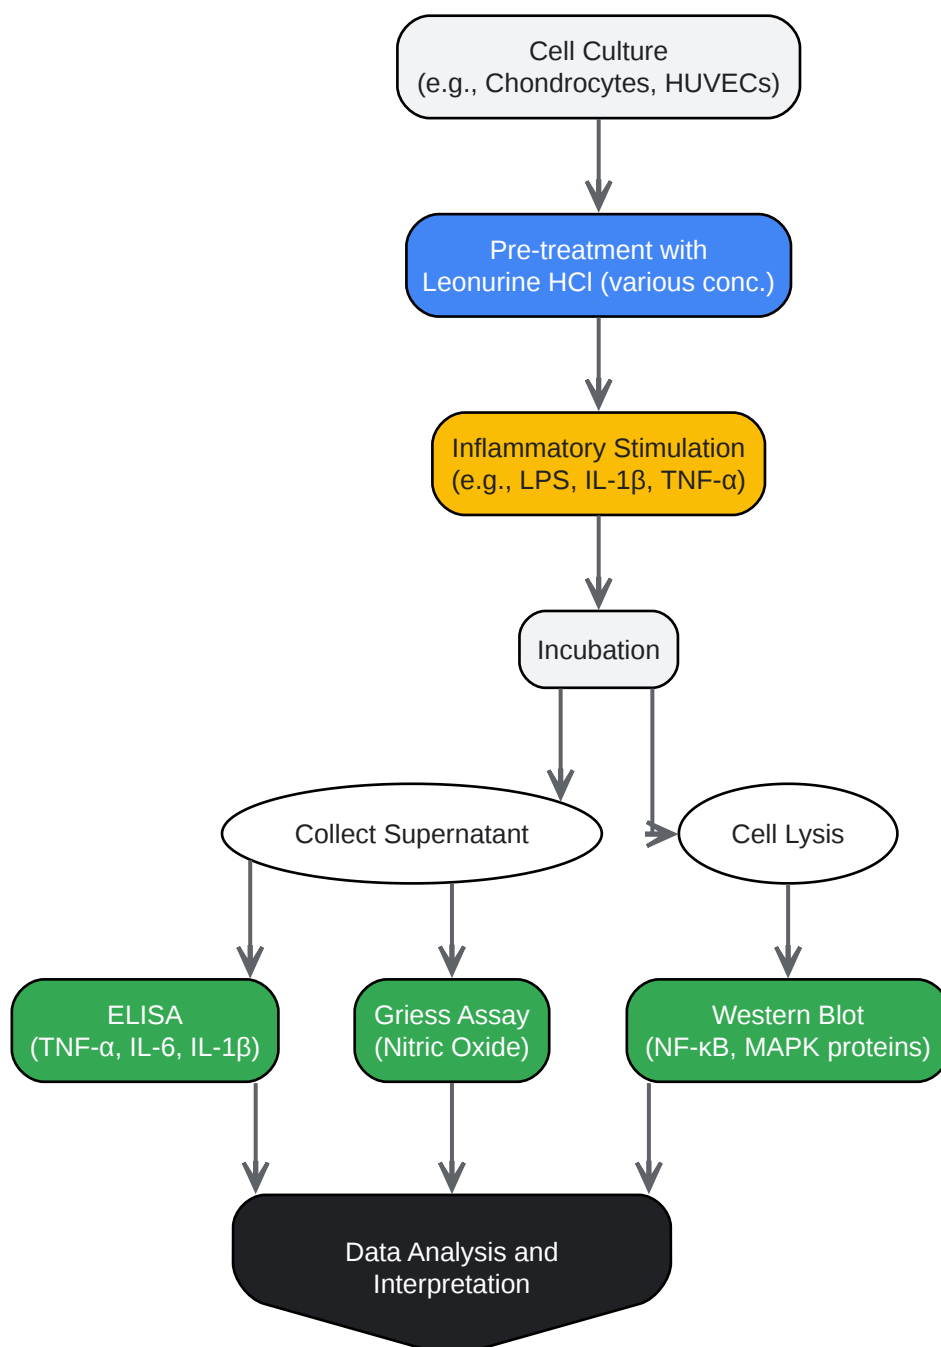 Cell Culture
(e.g., Chondrocytes, HUVECs)
Pre-treatment with
Leonurine HCl (various conc.)
Inflammatory Stimulation
(e.g., LPS, IL-1β, TNF-α)
Incubation
Collect Supernatant
Cell Lysis
ELISA
(TNF-α, IL-6, IL-1β)
Griess Assay
(Nitric Oxide)
Western Blot
(NF-κB, MAPK proteins)
Data Analysis and
Interpretation